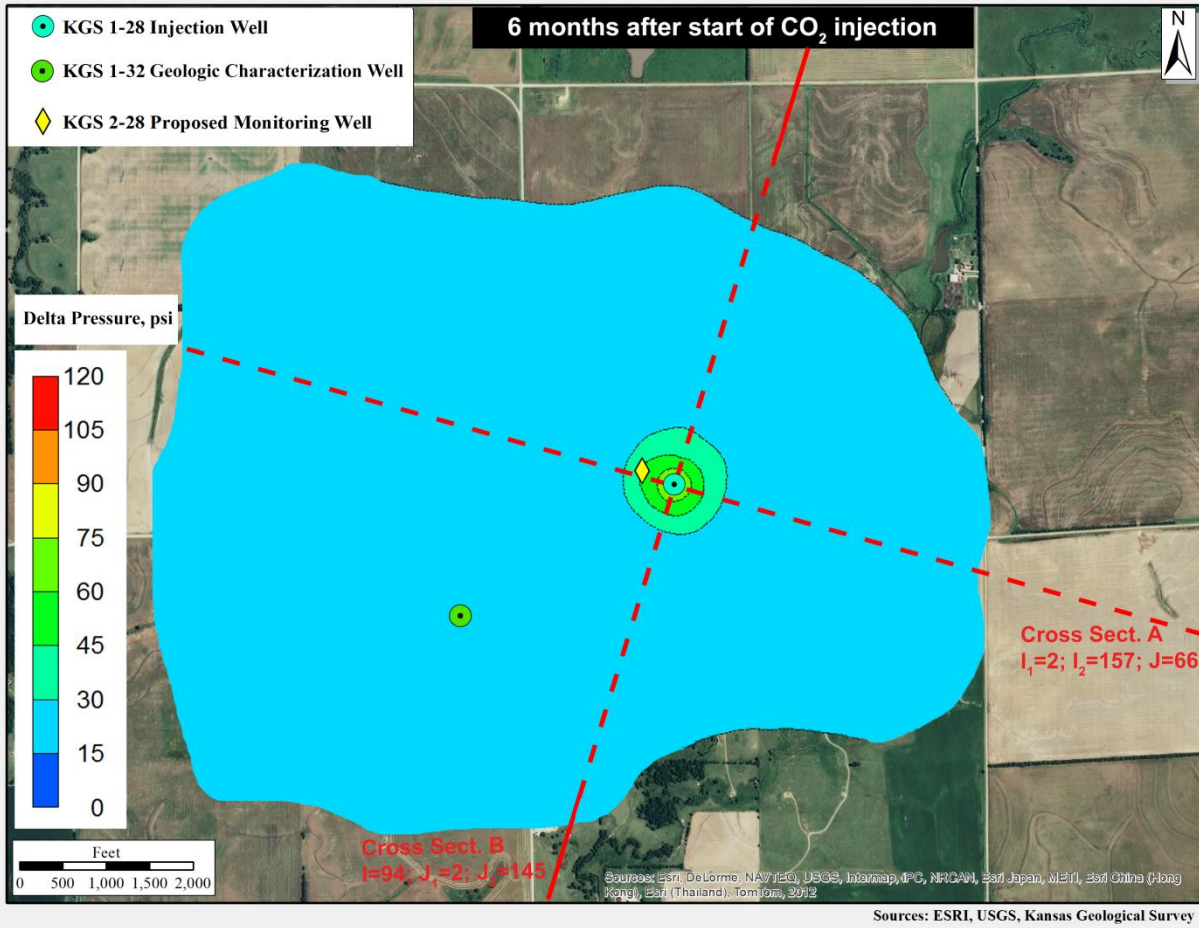 KGS 1-28 Injection Well
KGS 1-32 Geologic Characterization Well
KGS 2-28 Proposed Monitoring Well
6 months after start of CO₂ injection
N
Delta Pressure, psi
120
105
90
75
60
45
30
15
0
Cross Sect. A
I₁=2; I₂=157; J=66
Feet
0 500 1,000 1,500 2,000
Cross Sect. B
I=94; J₁=2; J₂=145
Sources: Esri, DeLorme, NAVTEQ, USGS, Intermap, iPC, NRCAN, Esri Japan, METI, Esri China (Hong
Kong), Esri (Thailand), TomTom, 2012
Sources: ESRI, USGS, Kansas Geological Survey